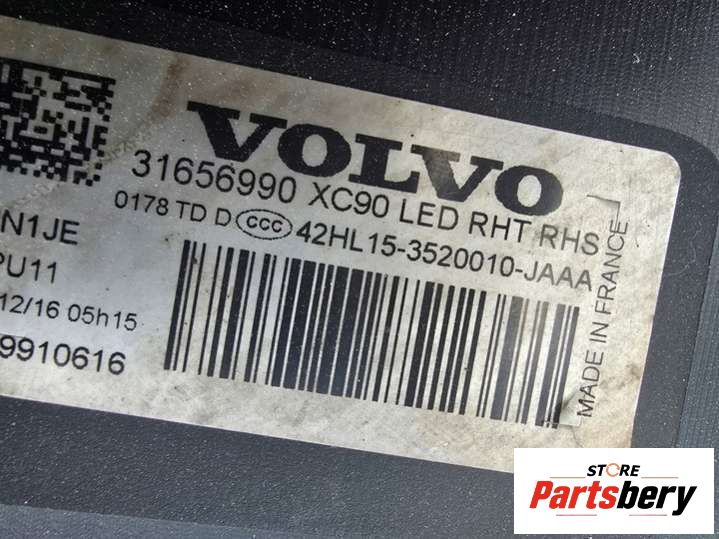 VOLVO
31656990 XC90 LED RHT RHS
0178 TD D CCC 42HL15-3520010-JAAA
N1JE
PU11
12/16 05h15
9910616
MADE IN FRANCE
STORE
Partsbery